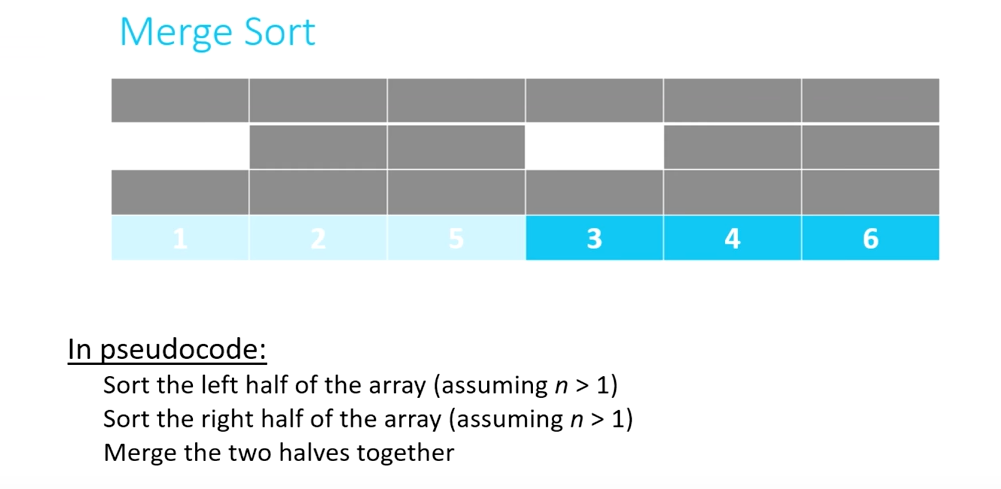 Merge Sort
1 2 5 3 4 6
In pseudocode:
Sort the left half of the array (assuming n > 1)
Sort the right half of the array (assuming n > 1)
Merge the two halves together